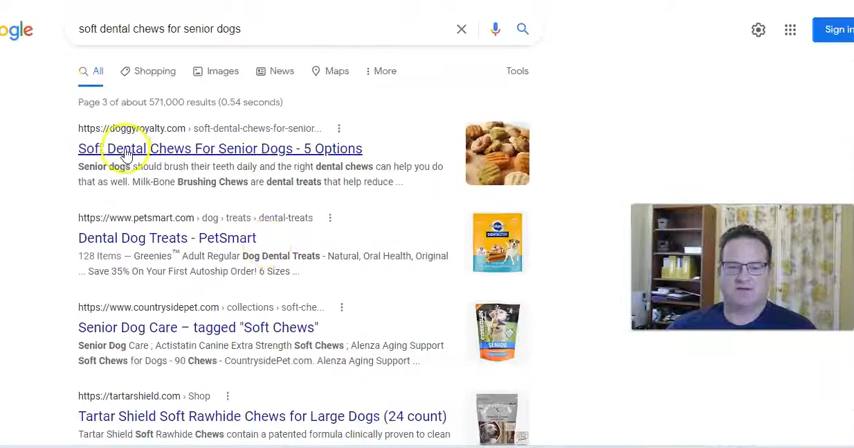 ogle
soft dental chews for senior dogs
Sign in
All
Shopping
Images
News
Maps
More
Tools
Page 3 of about 571,000 results (0.54 seconds)
https://doggyroyalty.com › soft-dental-chews-for-senior...
Soft Dental Chews For Senior Dogs - 5 Options
Senior dogs should brush their teeth daily and the right dental chews can help you do
that as well. Milk-Bone Brushing Chews are dental treats that help reduce ...
https://www.petsmart.com › dog › treats › dental-treats
Dental Dog Treats - PetSmart
128 Items — Greenies™ Adult Regular Dog Dental Treats - Natural, Oral Health, Original
... Save 35% On Your First Autoship Order! 6 Sizes ...
https://www.countrysidepet.com › collections › soft-che...
Senior Dog Care – tagged "Soft Chews"
Senior Dog Care ; Actistatin Canine Extra Strength Soft Chews ; Alenza Aging Support
Soft Chews for Dogs - 90 Chews - CountrysidePet.com. Alenza Aging Support
https://tartarshield.com › Shop
Tartar Shield Soft Rawhide Chews for Large Dogs (24 count)
Tartar Shield Soft Rawhide Chews contain a patented formula clinically proven to clean